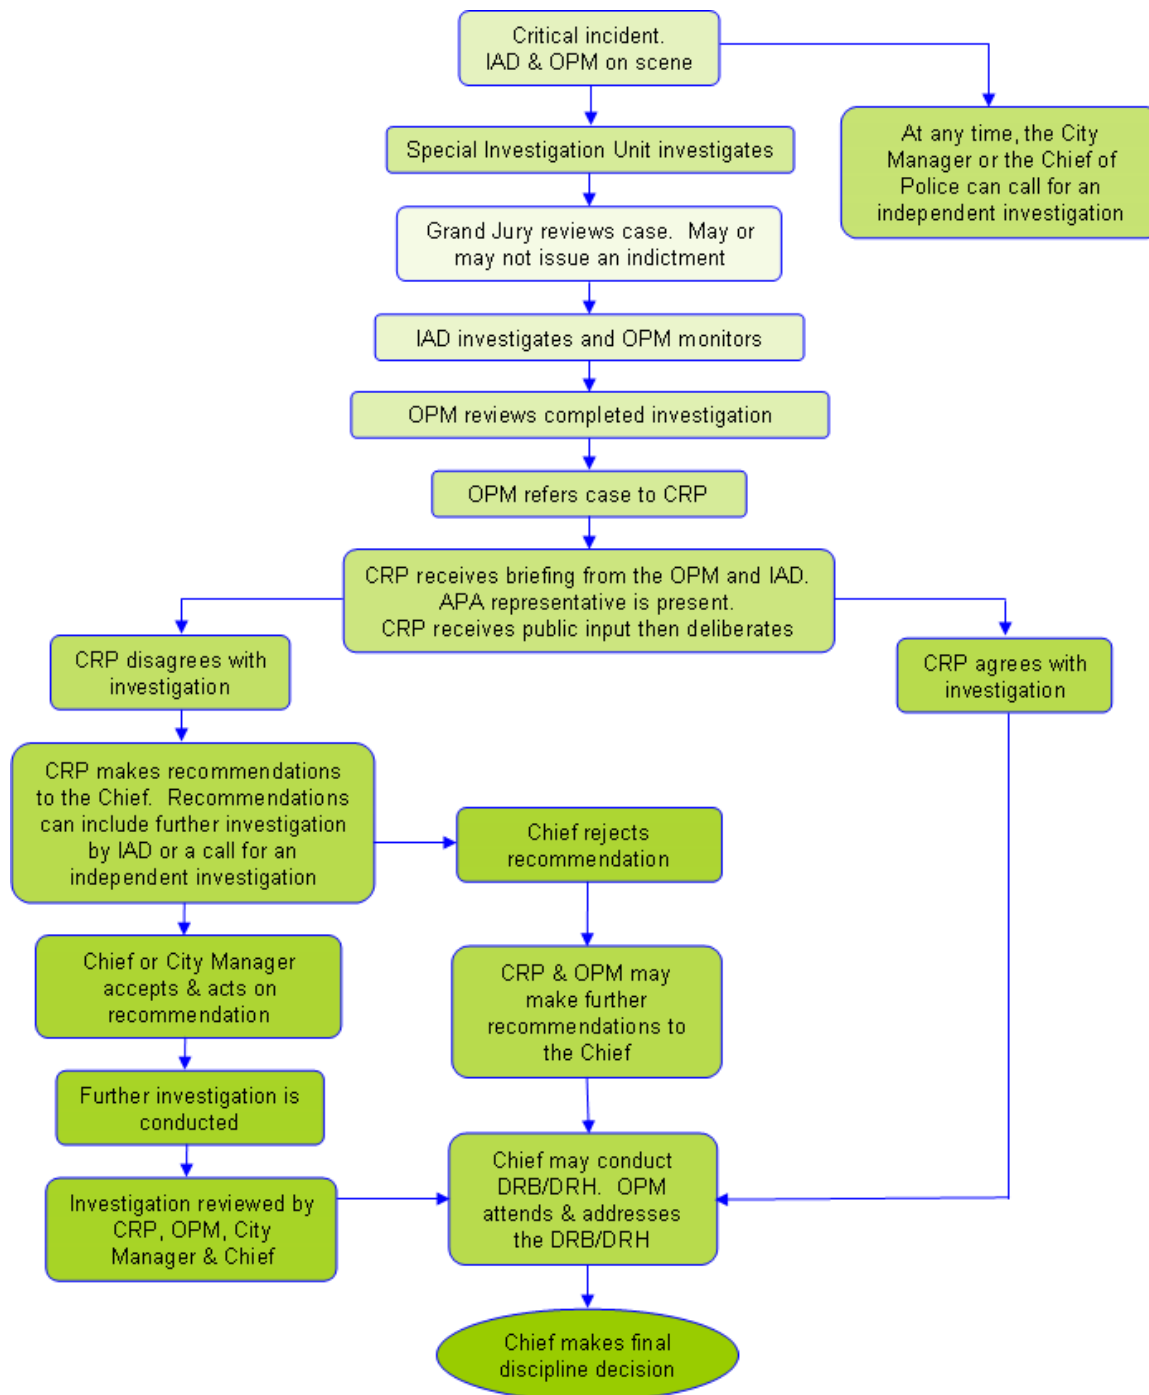 Critical incident.
IAD & OPM on scene
At any time, the City
Manager or the Chief of
Police can call for an
independent investigation
Special Investigation Unit investigates
Grand Jury reviews case.  May or
may not issue an indictment
IAD investigates and OPM monitors
OPM reviews completed investigation
OPM refers case to CRP
CRP receives briefing from the OPM and IAD.
APA representative is present.
CRP receives public input then deliberates
CRP disagrees with
investigation
CRP agrees with
investigation
CRP makes recommendations
to the Chief.  Recommendations
can include further investigation
by IAD or a call for an
independent investigation
Chief rejects
recommendation
Chief or City Manager
accepts & acts on
recommendation
CRP & OPM may
make further
recommendations to
the Chief
Further investigation is
conducted
Investigation reviewed by
CRP, OPM, City
Manager & Chief
Chief may conduct
DRB/DRH.  OPM
attends & addresses
the DRB/DRH
Chief makes final
discipline decision